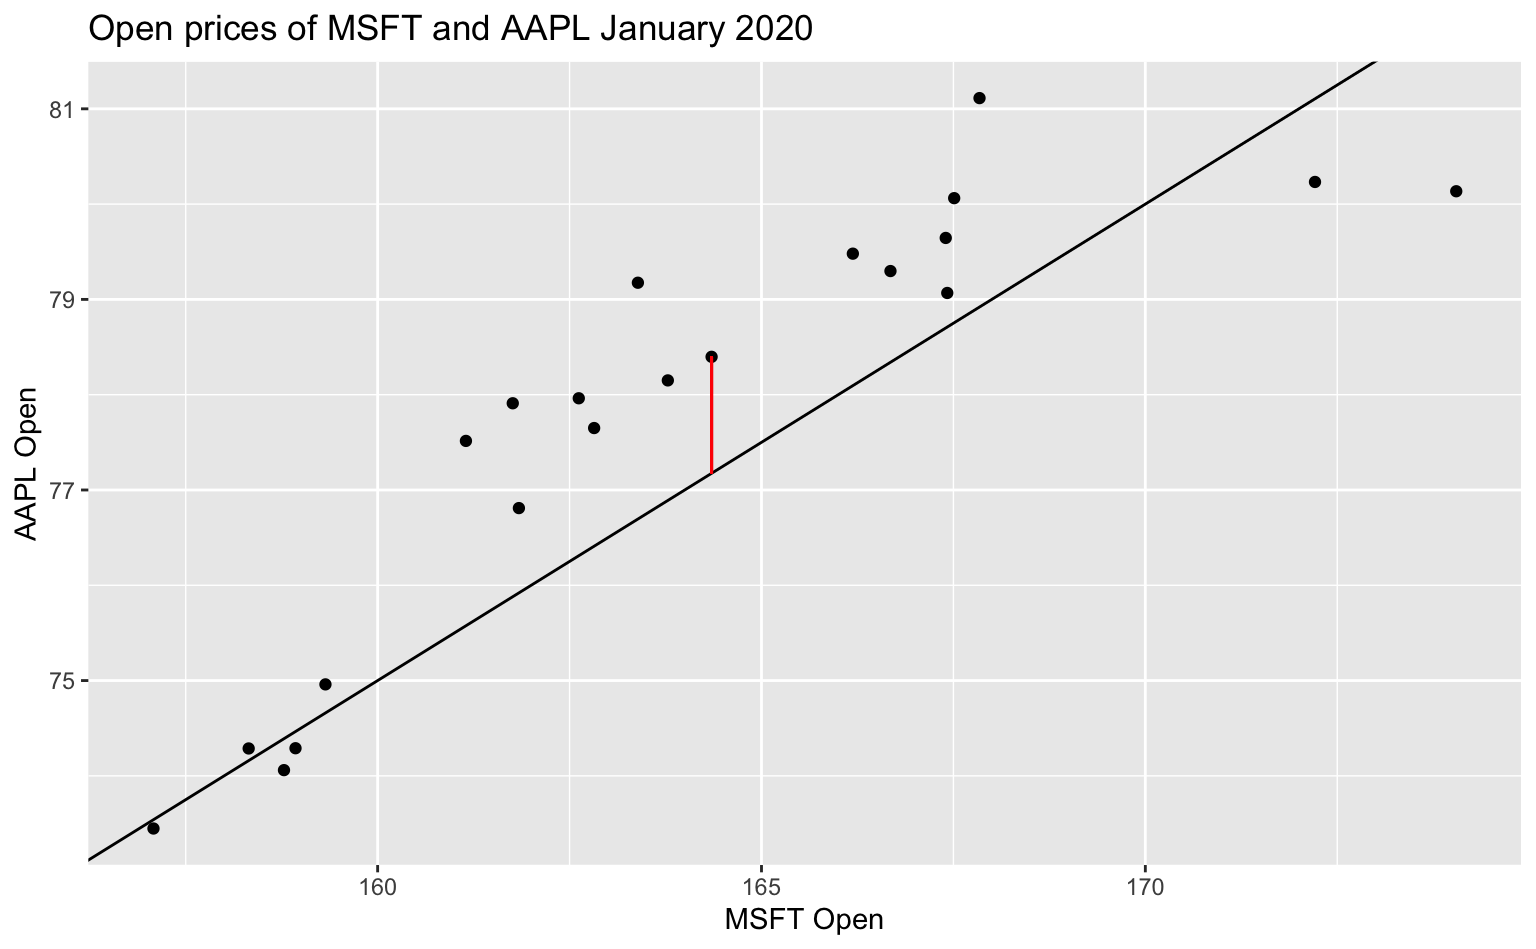 Open prices of MSFT and AAPL January 2020
81
79
77
75
AAPL Open
160
165
170
MSFT Open